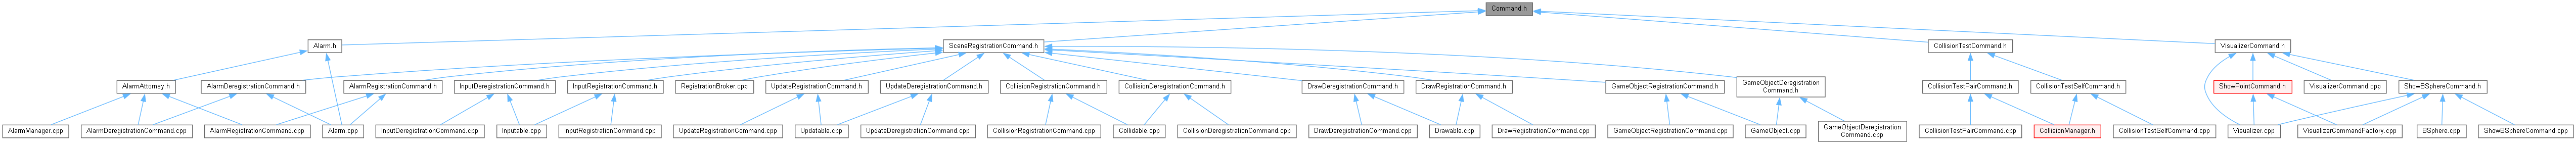 Command.h
Alarm.h
SceneRegistrationCommand.h
CollisionTestCommand.h
VisualizerCommand.h
AlarmAttorney.h
AlarmDeregistrationCommand.h
AlarmRegistrationCommand.h
InputDeregistrationCommand.h
InputRegistrationCommand.h
RegistrationBroker.cpp
UpdateRegistrationCommand.h
UpdateDeregistrationCommand.h
CollisionRegistrationCommand.h
CollisionDeregistrationCommand.h
DrawDeregistrationCommand.h
DrawRegistrationCommand.h
GameObjectRegistrationCommand.h
GameObjectDeregistration
Command.h
CollisionTestPairCommand.h
CollisionTestSelfCommand.h
ShowPointCommand.h
VisualizerCommand.cpp
ShowBSphereCommand.h
AlarmManager.cpp
AlarmDeregistrationCommand.cpp
AlarmRegistrationCommand.cpp
Alarm.cpp
InputDeregistrationCommand.cpp
Inputable.cpp
InputRegistrationCommand.cpp
UpdateRegistrationCommand.cpp
Updatable.cpp
UpdateDeregistrationCommand.cpp
CollisionRegistrationCommand.cpp
Collidable.cpp
CollisionDeregistrationCommand.cpp
DrawDeregistrationCommand.cpp
Drawable.cpp
DrawRegistrationCommand.cpp
GameObjectRegistrationCommand.cpp
GameObject.cpp
GameObjectDeregistration
Command.cpp
CollisionTestPairCommand.cpp
CollisionManager.h
CollisionTestSelfCommand.cpp
Visualizer.cpp
VisualizerCommandFactory.cpp
BSphere.cpp
ShowBSphereCommand.cpp